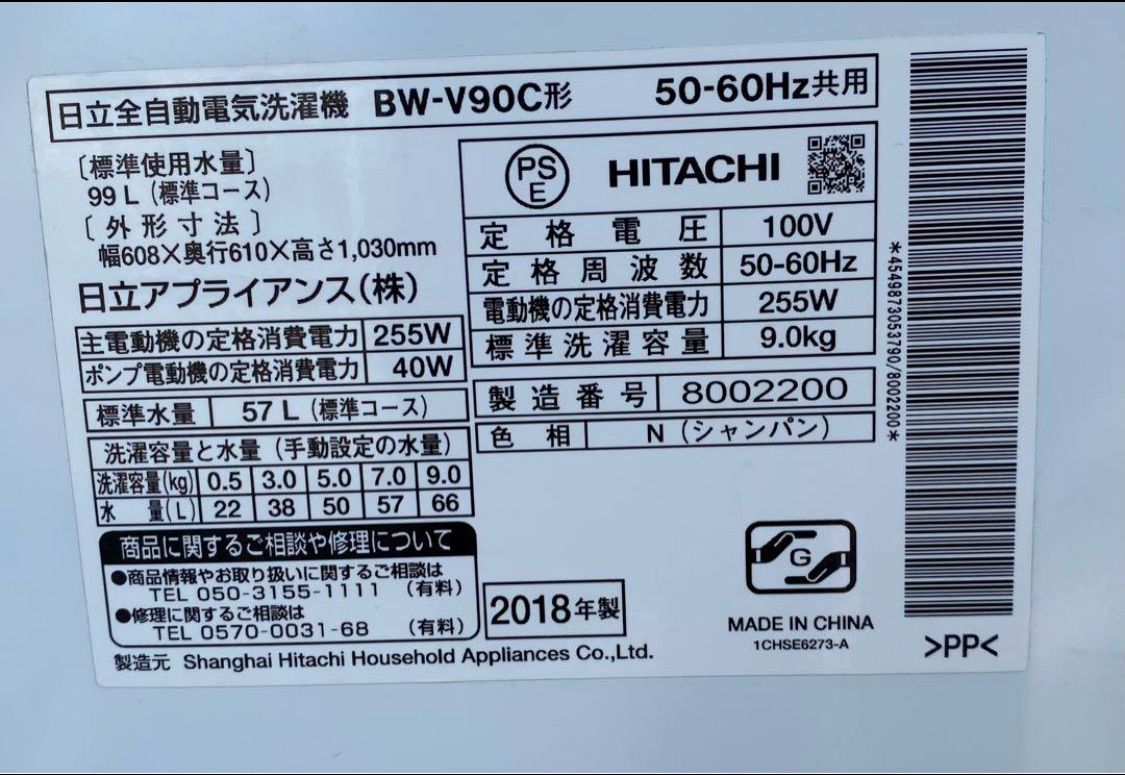 日立全自動電気洗濯機 BW-V90C形 50-60Hz共用
〔標準使用水量〕
99 L (標準コース)
〔外形寸法〕
幅608×奥行610×高さ1,030mm
日立アプライアンス(株)
主電動機の定格消費電力 255W
ポンプ電動機の定格消費電力 40W
標準水量 57 L (標準コース)
洗濯容量と水量 (手動設定の水量)
洗濯容量(kg) 0.5 3.0 5.0 7.0 9.0
水量(L) 22 38 50 57 66
商品に関するご相談や修理について
●商品情報やお取り扱いに関するご相談は
TEL 050-3155-1111 (有料)
●修理に関するご相談は
TEL 0570-0031-68 (有料)
製造元 Shanghai Hitachi Household Appliances Co.,Ltd.
PS
E
HITACHI
定格電圧 100V
定格周波数 50-60Hz
電動機の定格消費電力 255W
標準洗濯容量 9.0kg
製造番号 8002200
色相 N (シャンパン)
2018年製
G
MADE IN CHINA
1CHSE6273-A
*4549873053790/8002200*
>PP<